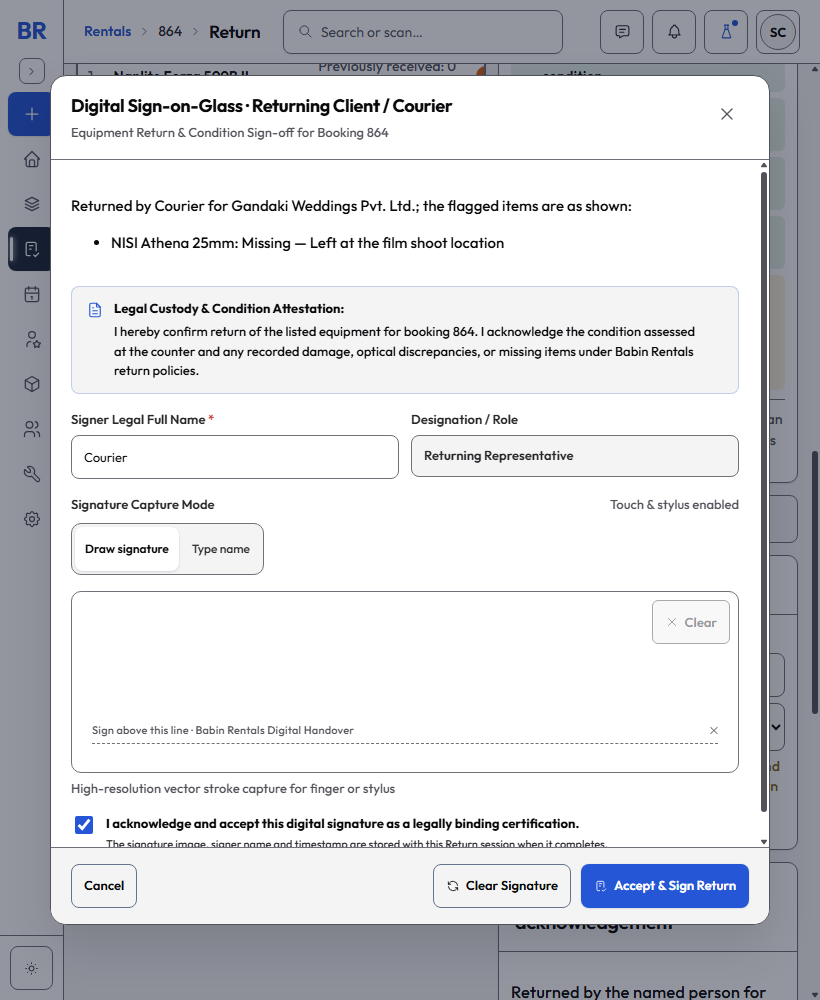 BR
Rentals > 864 > Return
Search or scan…
SC
Previously received: 0
condition
Digital Sign-on-Glass · Returning Client / Courier
Equipment Return & Condition Sign-off for Booking 864
Returned by Courier for Gandaki Weddings Pvt. Ltd.; the flagged items are as shown:
• NISI Athena 25mm: Missing — Left at the film shoot location
Legal Custody & Condition Attestation:
I hereby confirm return of the listed equipment for booking 864. I acknowledge the condition assessed
at the counter and any recorded damage, optical discrepancies, or missing items under Babin Rentals
return policies.
Signer Legal Full Name *
Designation / Role
Courier
Returning Representative
Signature Capture Mode
Touch & stylus enabled
Draw signature
Type name
Clear
Sign above this line · Babin Rentals Digital Handover
High-resolution vector stroke capture for finger or stylus
I acknowledge and accept this digital signature as a legally binding certification.
The signature image, signer name and timestamp are stored with this Return session when it completes.
Cancel
Clear Signature
Accept & Sign Return
acknowledgement
Returned by the named person for